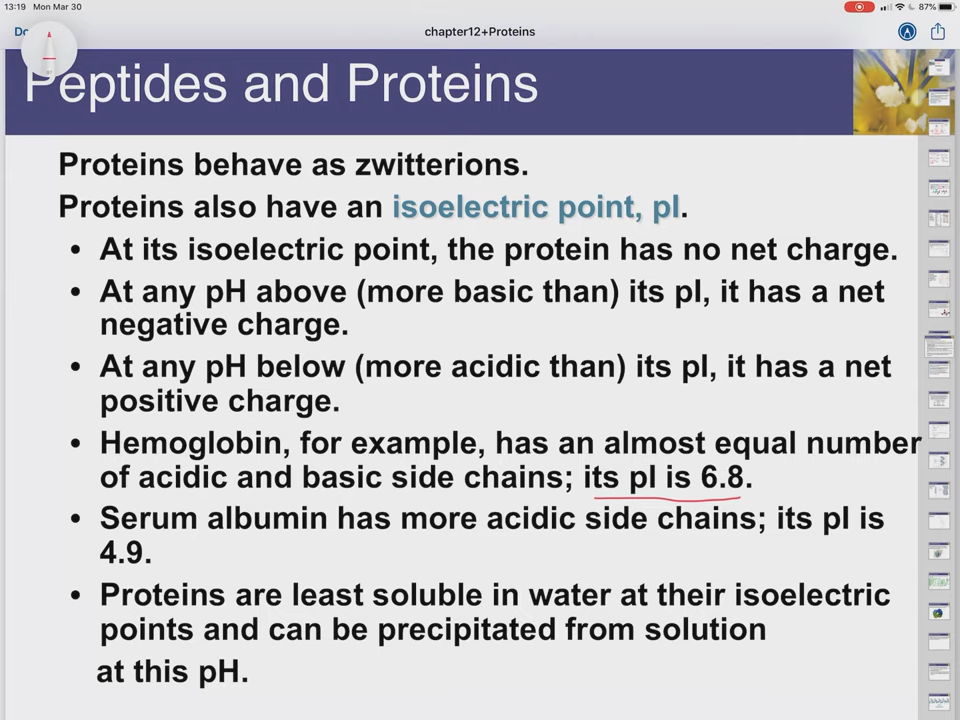 13:19 Mon Mar 30
87%
chapter12+Proteins
Peptides and Proteins
Proteins behave as zwitterions.
Proteins also have an isoelectric point, pI.
• At its isoelectric point, the protein has no net charge.
• At any pH above (more basic than) its pI, it has a net
negative charge.
• At any pH below (more acidic than) its pI, it has a net
positive charge.
• Hemoglobin, for example, has an almost equal number
of acidic and basic side chains; its pI is 6.8.
• Serum albumin has more acidic side chains; its pI is
4.9.
• Proteins are least soluble in water at their isoelectric
points and can be precipitated from solution
at this pH.